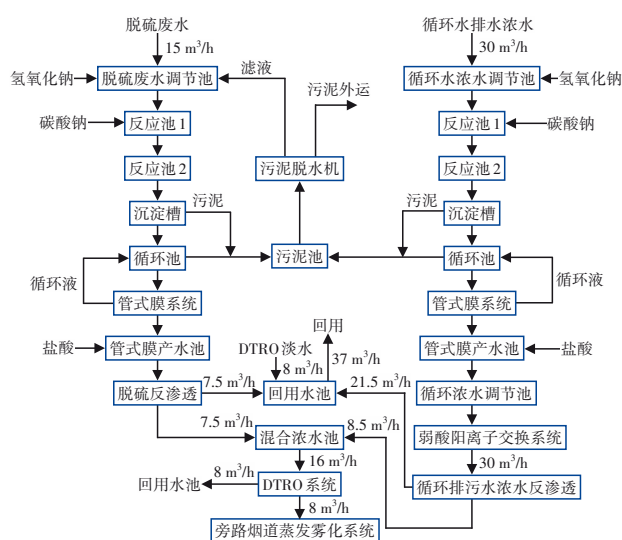 脱硫废水
循环水排水浓水
15 m³/h
30 m³/h
氢氧化钠
脱硫废水调节池
滤液
污泥外运
循环水浓水调节池
氢氧化钠
碳酸钠
反应池1
反应池1
碳酸钠
反应池2
污泥脱水机
反应池2
沉淀槽
污泥
污泥
沉淀槽
循环池
污泥池
循环池
循环液
管式膜系统
管式膜系统
循环液
盐酸
管式膜产水池
回用
DTRO淡水
37 m³/h
8 m³/h
管式膜产水池
盐酸
脱硫反渗透
7.5 m³/h
回用水池
21.5 m³/h
循环浓水调节池
7.5 m³/h
混合浓水池
8.5 m³/h
弱酸阳离子交换系统
16 m³/h
30 m³/h
回用水池
8 m³/h
DTRO系统
循环排污水浓水反渗透
8 m³/h
旁路烟道蒸发雾化系统